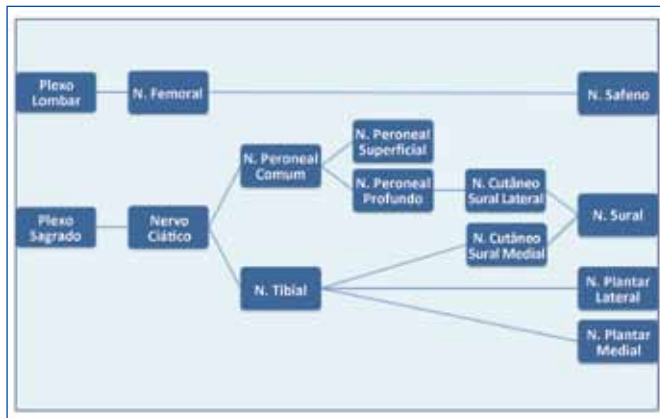 Plexo
Lombar
N. Femoral
N. Safeno
N. Peroneal
Comum
N. Peroneal
Superficial
N. Peroneal
Profundo
N. Cutâneo
Sural Lateral
N. Sural
Plexo
Sagrado
Nervo
Ciático
N. Cutâneo
Sural Medial
N. Tibial
N. Plantar
Lateral
N. Plantar
Medial